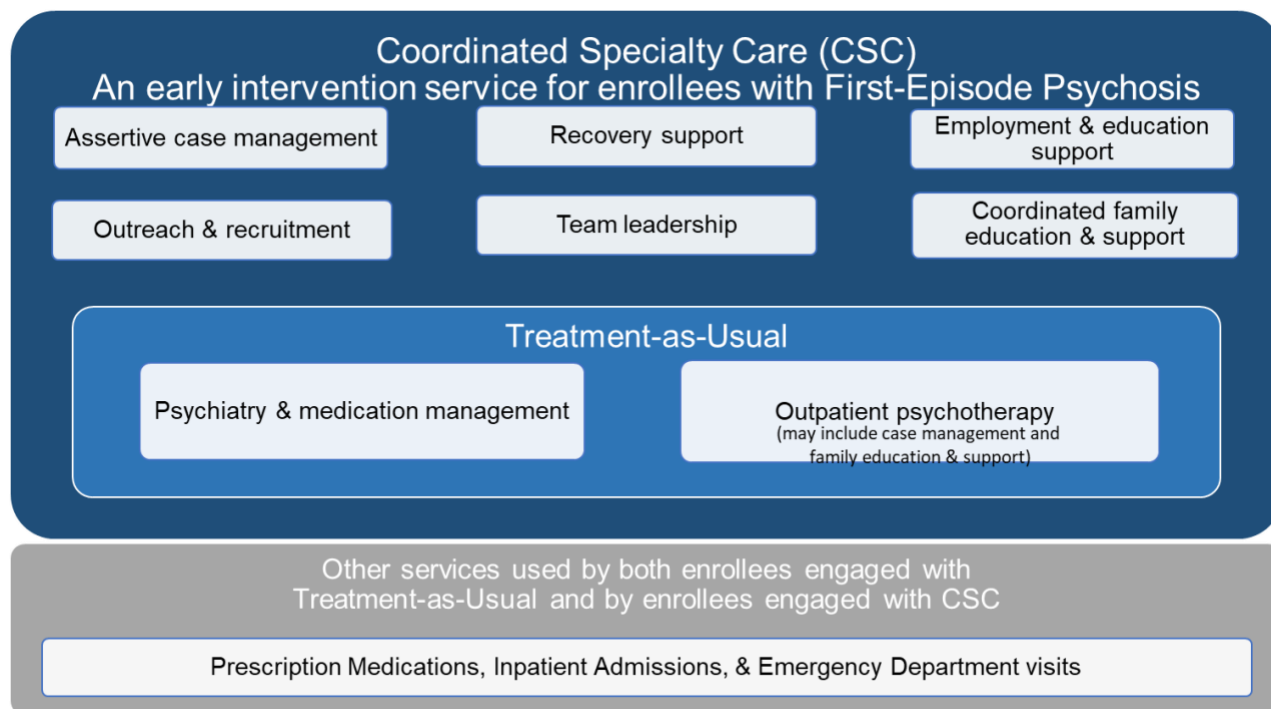 Coordinated Specialty Care (CSC)
An early intervention service for enrollees with First-Episode Psychosis
Assertive case management
Recovery support
Employment & education
support
Outreach & recruitment
Team leadership
Coordinated family
education & support
Treatment-as-Usual
Psychiatry & medication management
Outpatient psychotherapy
(may include case management and
family education & support)
Other services used by both enrollees engaged with
Treatment-as-Usual and by enrollees engaged with CSC
Prescription Medications, Inpatient Admissions, & Emergency Department visits